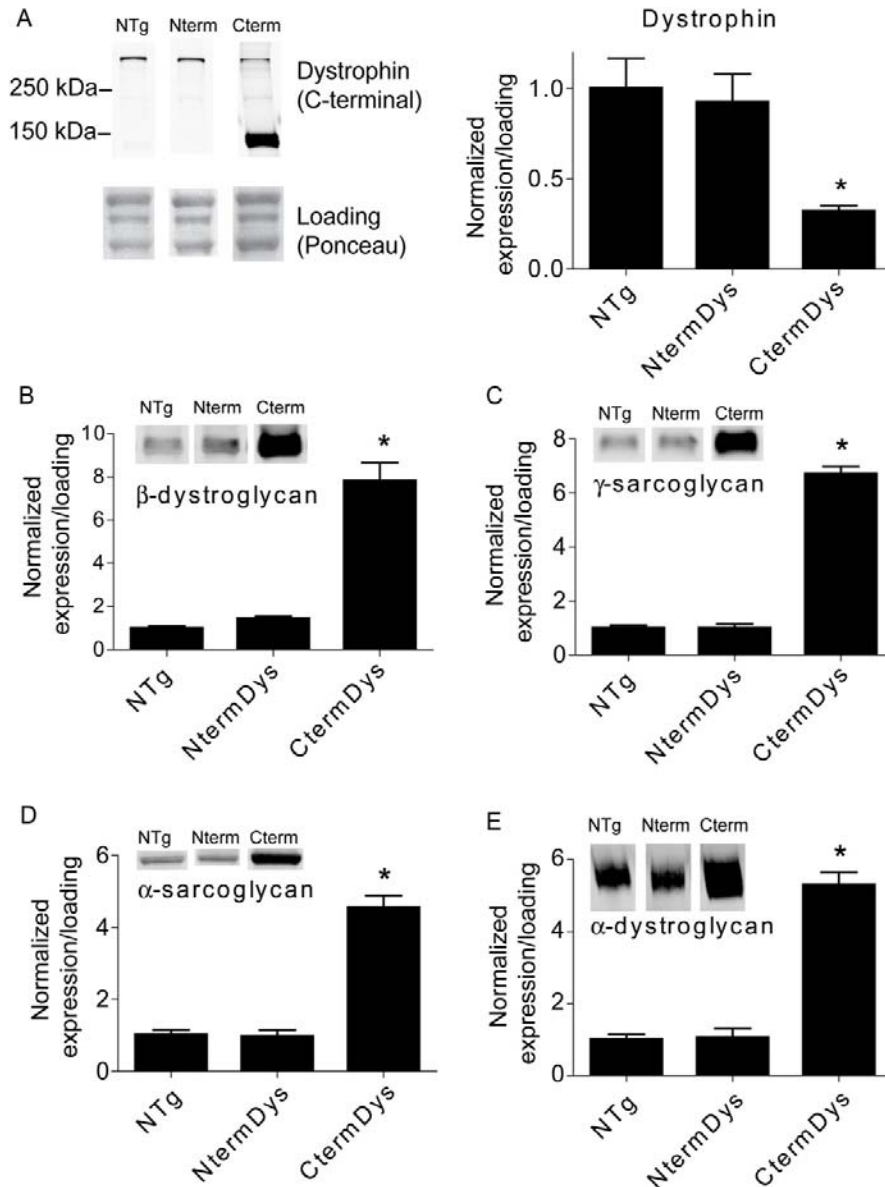 A
NTg Nterm Cterm
250 kDa
150 kDa
Dystrophin
(C-terminal)
Loading
(Ponceau)
Dystrophin
Normalized
expression/loading
1.0
0.5
0.0
*
NTg
NtermDys
CtermDys
B
NTg Nterm Cterm
β-dystroglycan
Normalized
expression/loading
10
8
6
4
2
0
*
NTg
NtermDys
CtermDys
C
NTg Nterm Cterm
γ-sarcoglycan
Normalized
expression/loading
8
6
4
2
0
*
NTg
NtermDys
CtermDys
D
NTg Nterm Cterm
α-sarcoglycan
Normalized
expression/loading
6
4
2
0
*
NTg
NtermDys
CtermDys
E
NTg Nterm Cterm
α-dystroglycan
Normalized
expression/loading
6
4
2
0
*
NTg
NtermDys
CtermDys